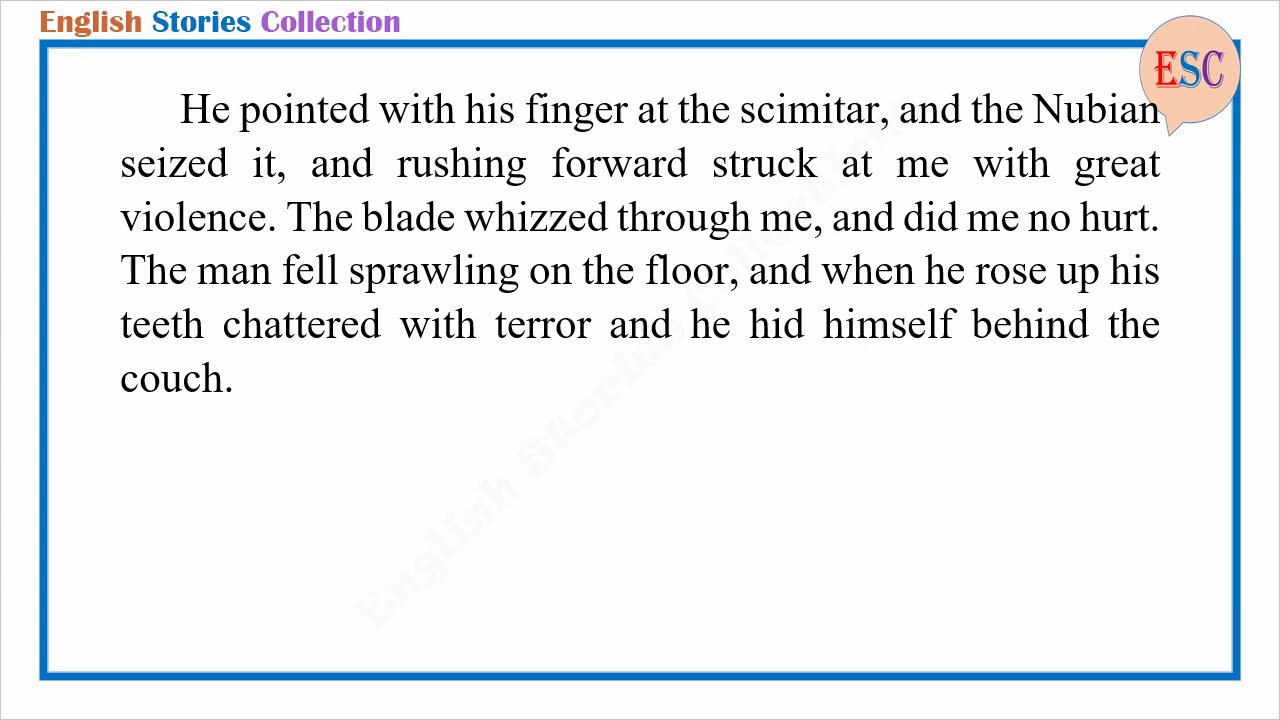 English Stories Collection
ESC
He pointed with his finger at the scimitar, and the Nubian
seized it, and rushing forward struck at me with great
violence. The blade whizzed through me, and did me no hurt.
The man fell sprawling on the floor, and when he rose up his
teeth chattered with terror and he hid himself behind the
couch.
English Stories Collection